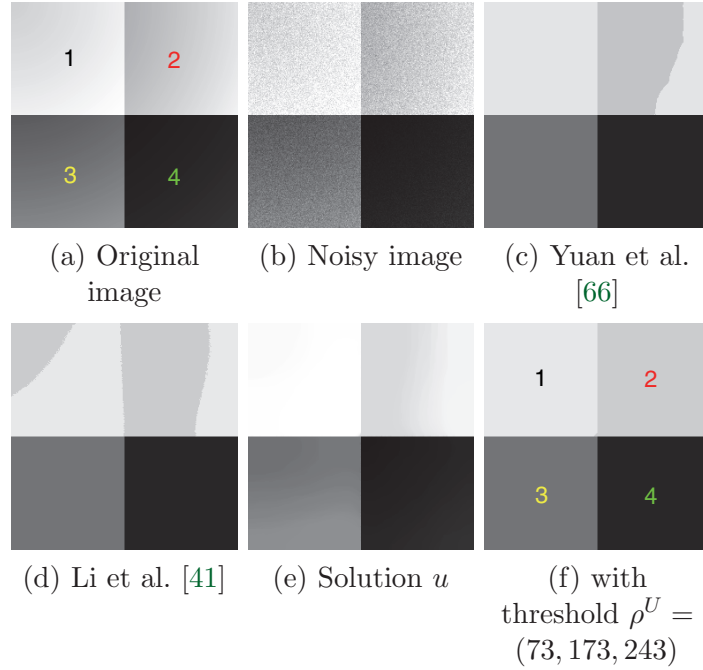 1 2
3 4
(a) Original
image
(b) Noisy image
(c) Yuan et al.
[66]
1 2
3 4
(d) Li et al. [41]
(e) Solution u
(f) with
threshold ρ^U =
(73, 173, 243)